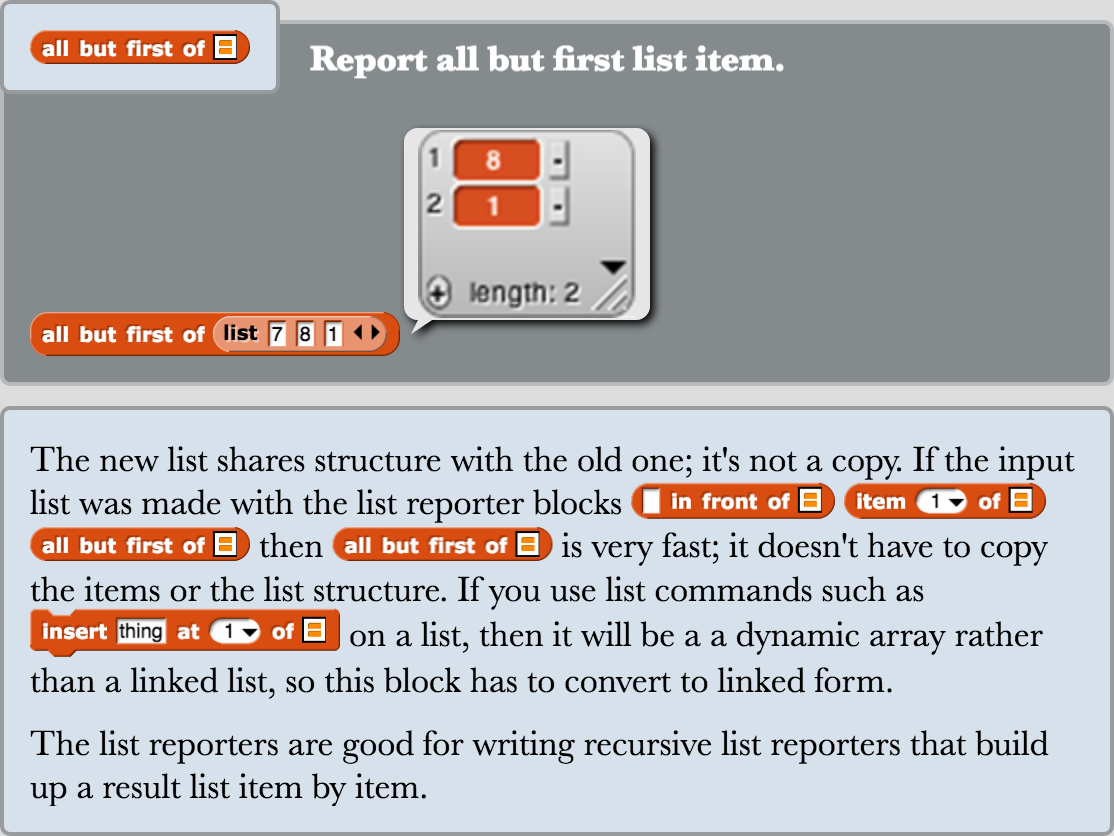 all but first of
Report all but first list item.
1 8 -
2 1 -
+ length: 2
all but first of list 7 8 1
The new list shares structure with the old one; it's not a copy. If the input
list was made with the list reporter blocks in front of item 1 of
all but first of then all but first of is very fast; it doesn't have to copy
the items or the list structure. If you use list commands such as
insert thing at 1 of on a list, then it will be a a dynamic array rather
than a linked list, so this block has to convert to linked form.
The list reporters are good for writing recursive list reporters that build
up a result list item by item.